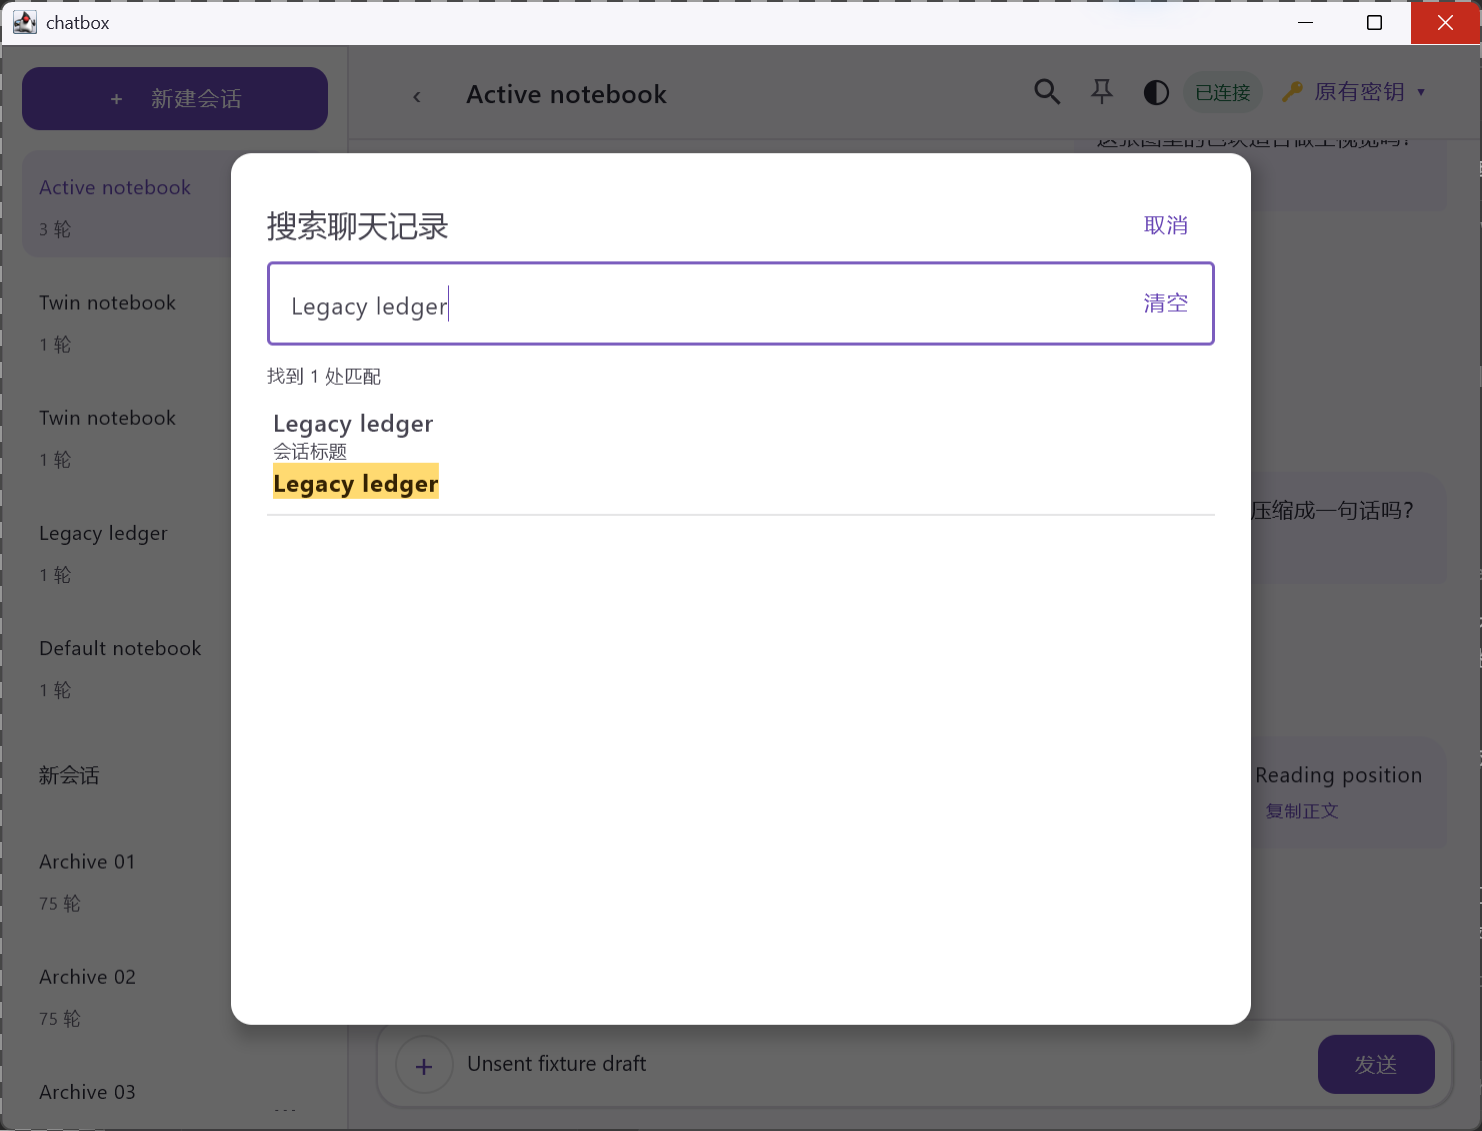 chatbox
+ 新建会话
Active notebook
已连接
🔑 原有密钥 ▾
Active notebook
3 轮
Twin notebook
1 轮
Twin notebook
1 轮
Legacy ledger
1 轮
Default notebook
1 轮
新会话
Archive 01
75 轮
Archive 02
75 轮
Archive 03
搜索聊天记录
取消
Legacy ledger
清空
找到 1 处匹配
Legacy ledger
会话标题
Legacy ledger
压缩成一句话吗?
Reading position
复制正文
+
Unsent fixture draft
发送